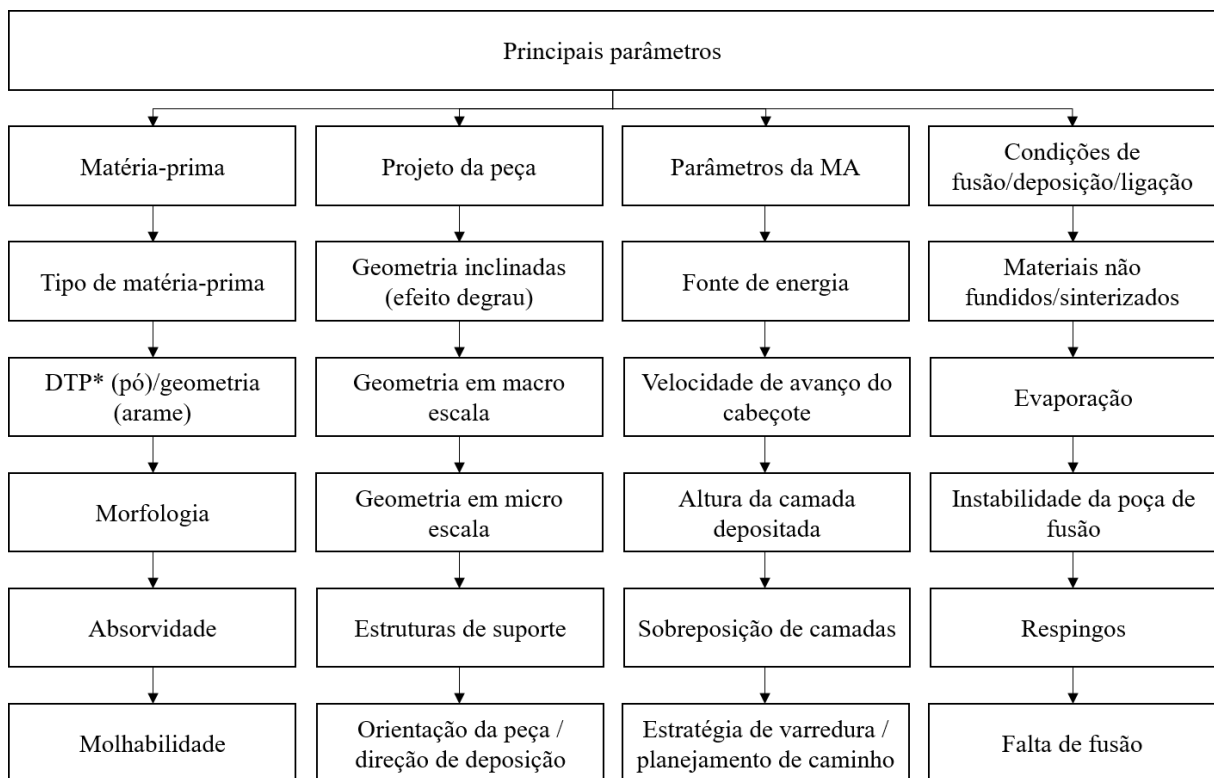 Principais parâmetros
Matéria-prima
Projeto da peça
Parâmetros da MA
Condições de
fusão/deposição/ligação
Tipo de matéria-prima
Geometria inclinadas
(efeito degrau)
Fonte de energia
Materiais não
fundidos/sinterizados
DTP* (pó)/geometria
(arame)
Geometria em macro
escala
Velocidade de avanço do
cabeçote
Evaporação
Morfologia
Geometria em micro
escala
Altura da camada
depositada
Instabilidade da poça de
fusão
Absorvidade
Estruturas de suporte
Sobreposição de camadas
Respingos
Molhabilidade
Orientação da peça /
direção de deposição
Estratégia de varredura /
planejamento de caminho
Falta de fusão